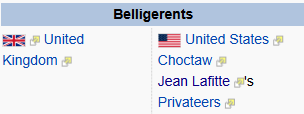 Belligerents
United
Kingdom
United States
Choctaw
Jean Lafitte's
Privateers